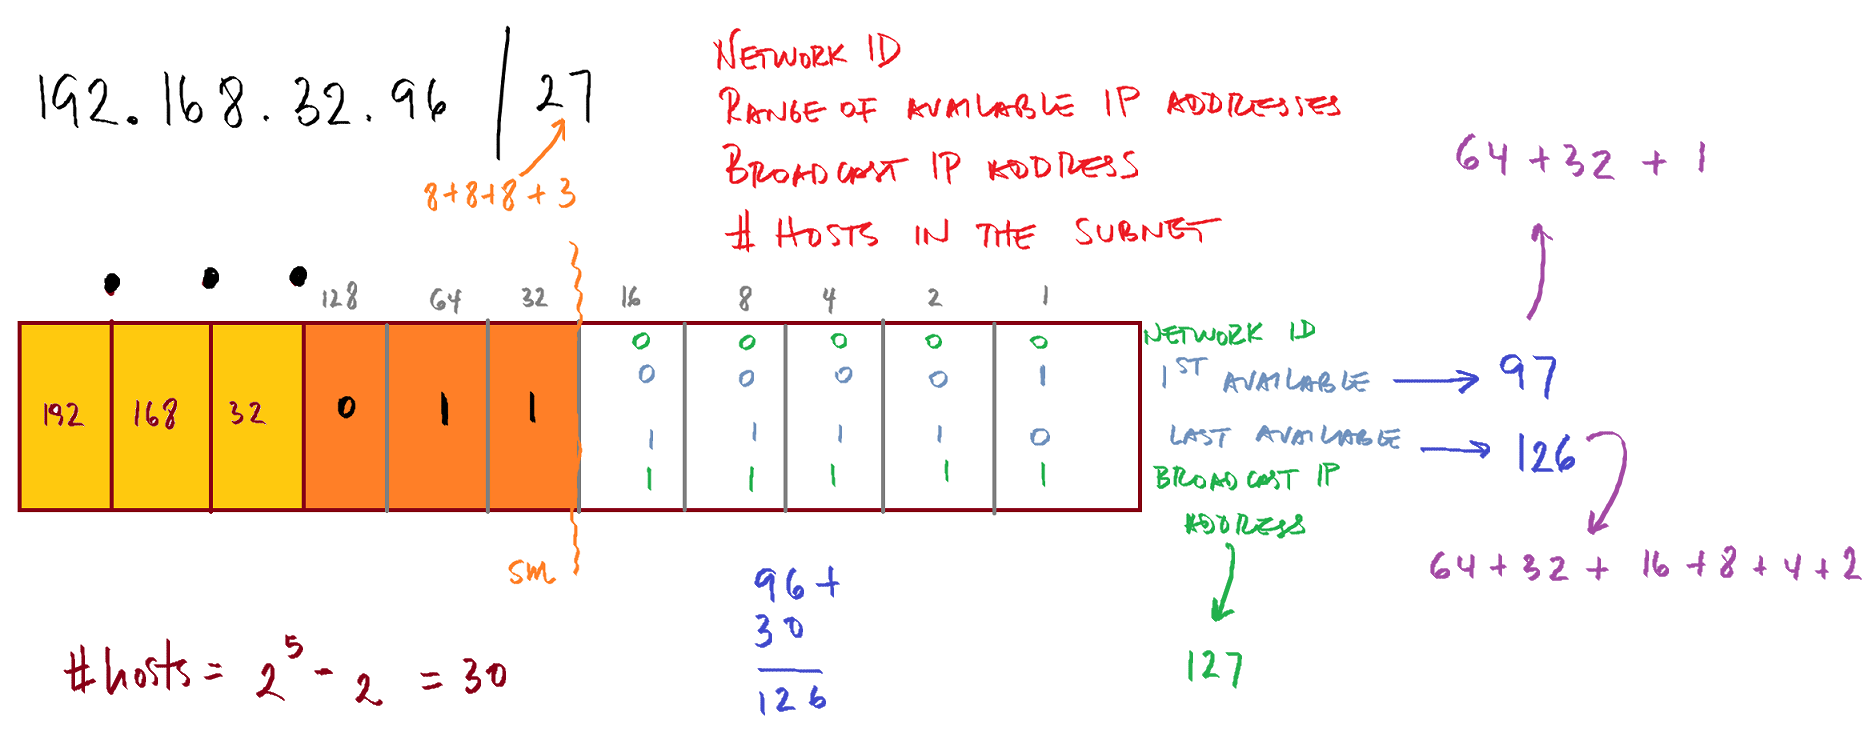 192.168.32.96 / 27
8+8+8+3
NETWORK ID
RANGE OF AVAILABLE IP ADDRESSES
BROADCAST IP ADDRESS
# HOSTS IN THE SUBNET
64+32+1
128 64 32 16 8 4 2 1
192 168 32 0 1 1
0 0 0 0 0 NETWORK ID
0 0 0 0 1 1ST AVAILABLE → 97
1 1 1 1 0 LAST AVAILABLE → 126
1 1 1 1 1 BROADCAST IP
ADDRESS
127
64+32+16+8+4+2
SM
96+
30
126
#hosts = 2⁵ - 2 = 30